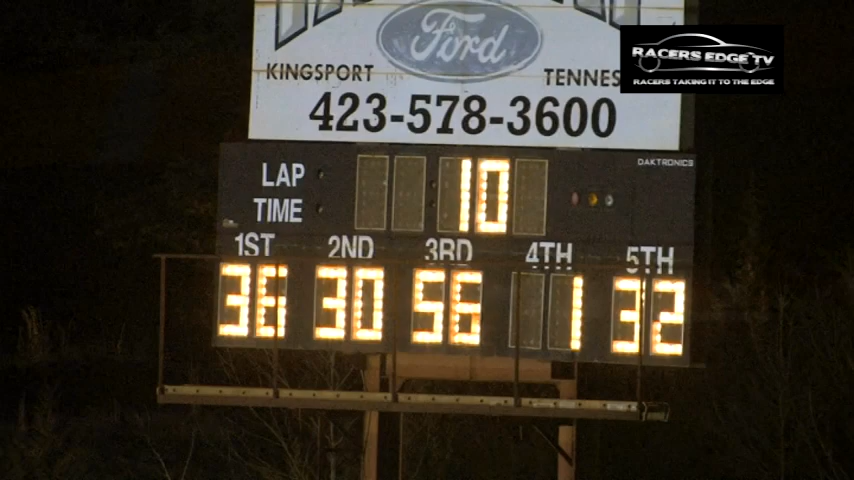 Ford
KINGSPORT
TENNES
423-578-3600
RACERS EDGE TV
RACERS TAKING IT TO THE EDGE
DAKTRONICS
LAP 10
TIME
1ST 2ND 3RD 4TH 5TH
36 30 56 1 32